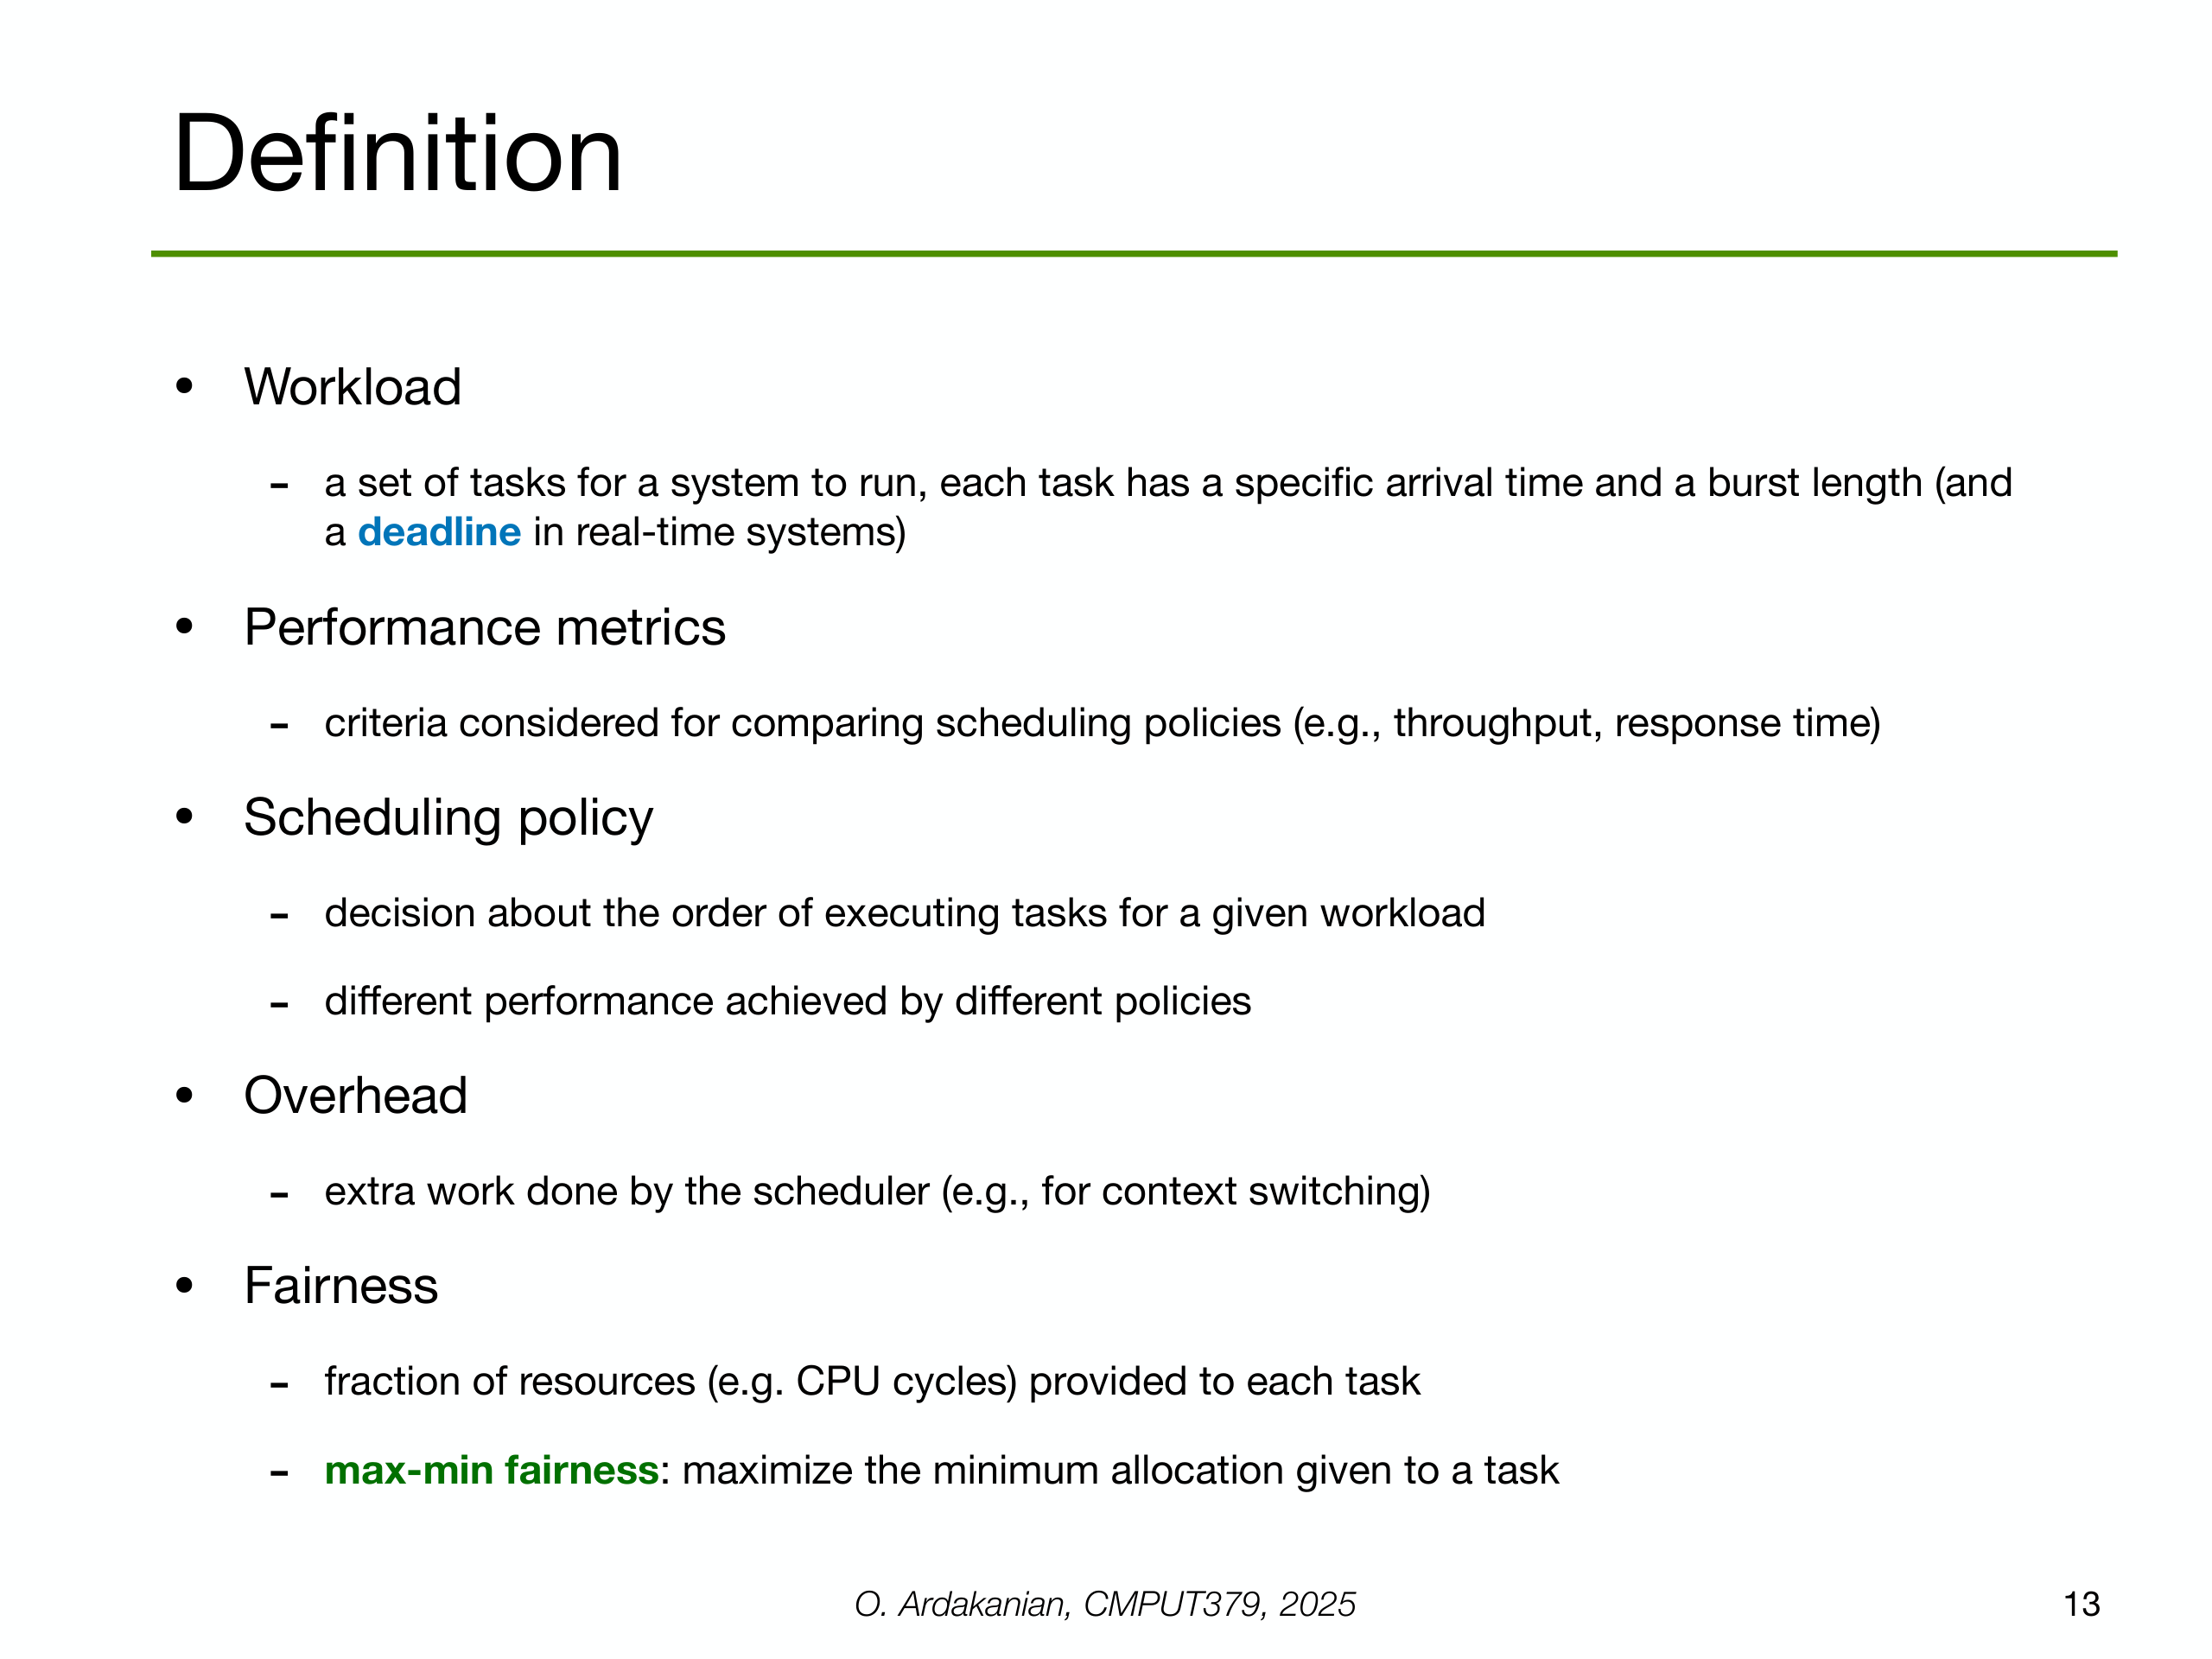 Definition
• Workload
- a set of tasks for a system to run, each task has a specific arrival time and a burst length (and
a deadline in real-time systems)
• Performance metrics
- criteria considered for comparing scheduling policies (e.g., throughput, response time)
• Scheduling policy
- decision about the order of executing tasks for a given workload
- different performance achieved by different policies
• Overhead
- extra work done by the scheduler (e.g., for context switching)
• Fairness
- fraction of resources (e.g. CPU cycles) provided to each task
- max-min fairness: maximize the minimum allocation given to a task
O. Ardakanian, CMPUT379, 2025
13